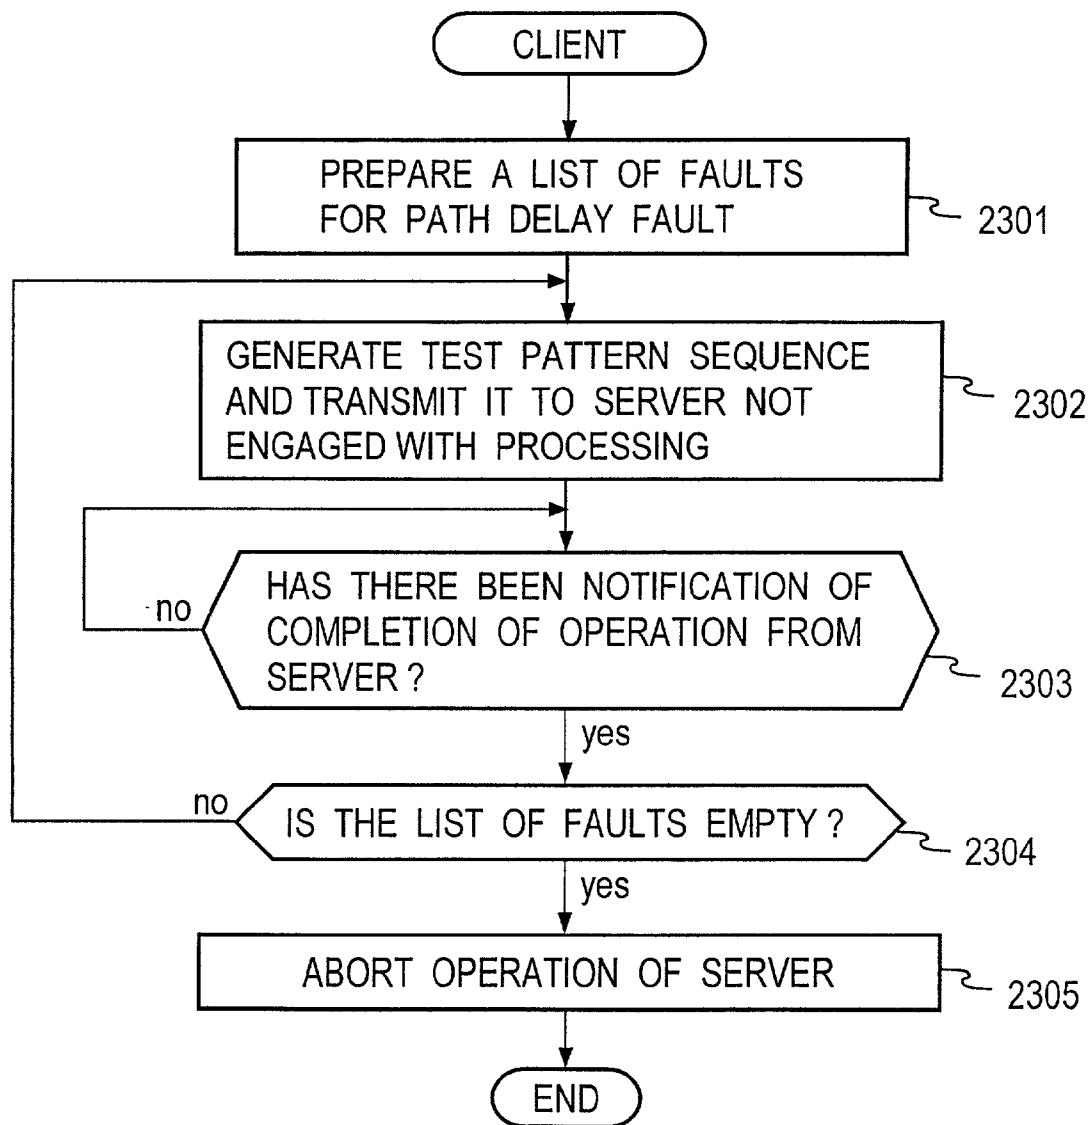 CLIENT
PREPARE A LIST OF FAULTS
FOR PATH DELAY FAULT
2301
GENERATE TEST PATTERN SEQUENCE
AND TRANSMIT IT TO SERVER NOT
ENGAGED WITH PROCESSING
2302
HAS THERE BEEN NOTIFICATION OF
COMPLETION OF OPERATION FROM
SERVER ?
no
2303
yes
no
IS THE LIST OF FAULTS EMPTY ?
2304
yes
ABORT OPERATION OF SERVER
2305
END